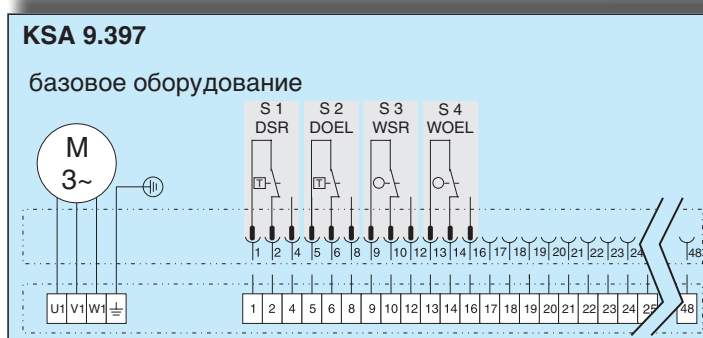 KSA 9.397
базовое оборудование
S 1 S 2 S 3 S 4
DSR DOEL WSR WOEL
M
3~
T T
1 2 4 5 6 8 9 10 12 13 14 16 17 18 19 20 21 22 23 24 48
U1 V1 W1 1 2 4 5 6 8 9 10 12 13 14 16 17 18 19 20 21 22 23 24 25 48